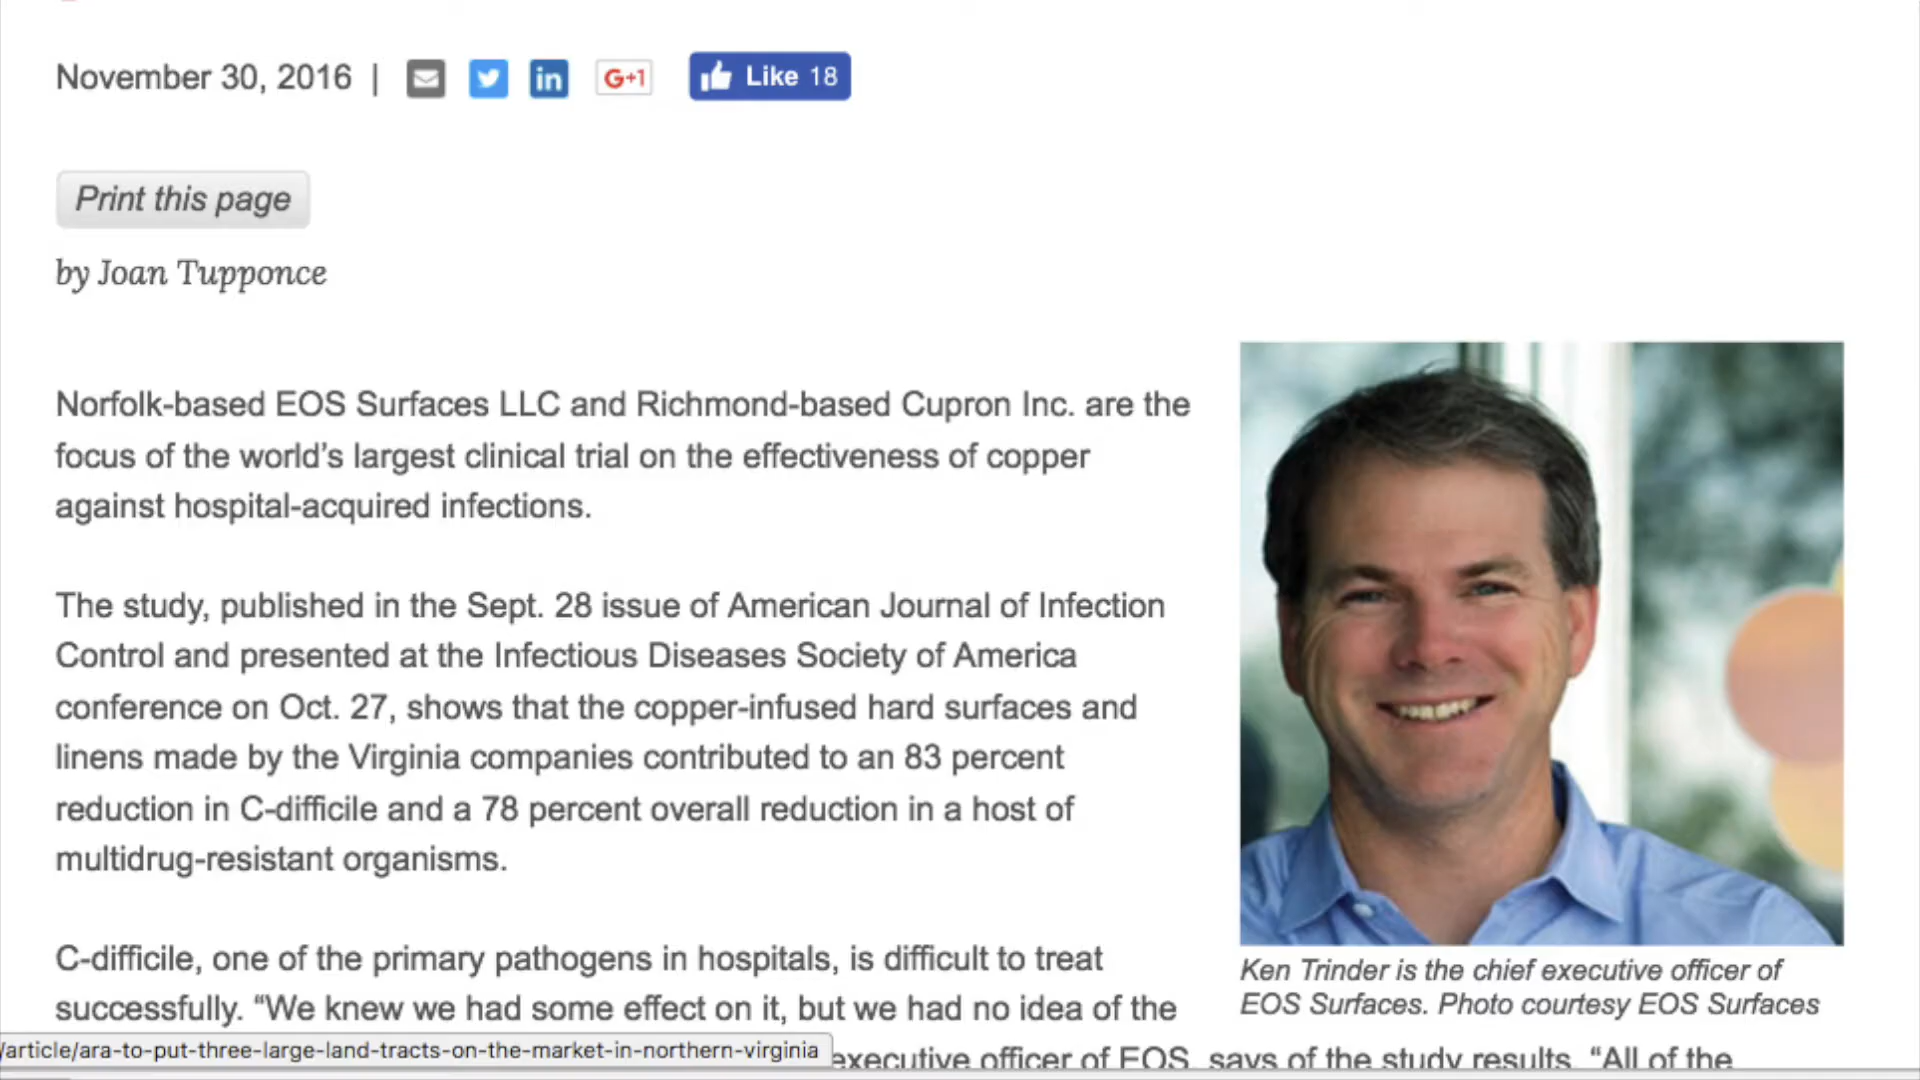 November 30, 2016 |
in
G+1
Like 18
Print this page
by Joan Tupponce
Norfolk-based EOS Surfaces LLC and Richmond-based Cupron Inc. are the
focus of the world’s largest clinical trial on the effectiveness of copper
against hospital-acquired infections.
The study, published in the Sept. 28 issue of American Journal of Infection
Control and presented at the Infectious Diseases Society of America
conference on Oct. 27, shows that the copper-infused hard surfaces and
linens made by the Virginia companies contributed to an 83 percent
reduction in C-difficile and a 78 percent overall reduction in a host of
multidrug-resistant organisms.
C-difficile, one of the primary pathogens in hospitals, is difficult to treat
successfully. “We knew we had some effect on it, but we had no idea of the
Ken Trinder is the chief executive officer of
EOS Surfaces. Photo courtesy EOS Surfaces
/article/ara-to-put-three-large-land-tracts-on-the-market-in-northern-virginia
executive officer of EOS, says of the study results. “All of the